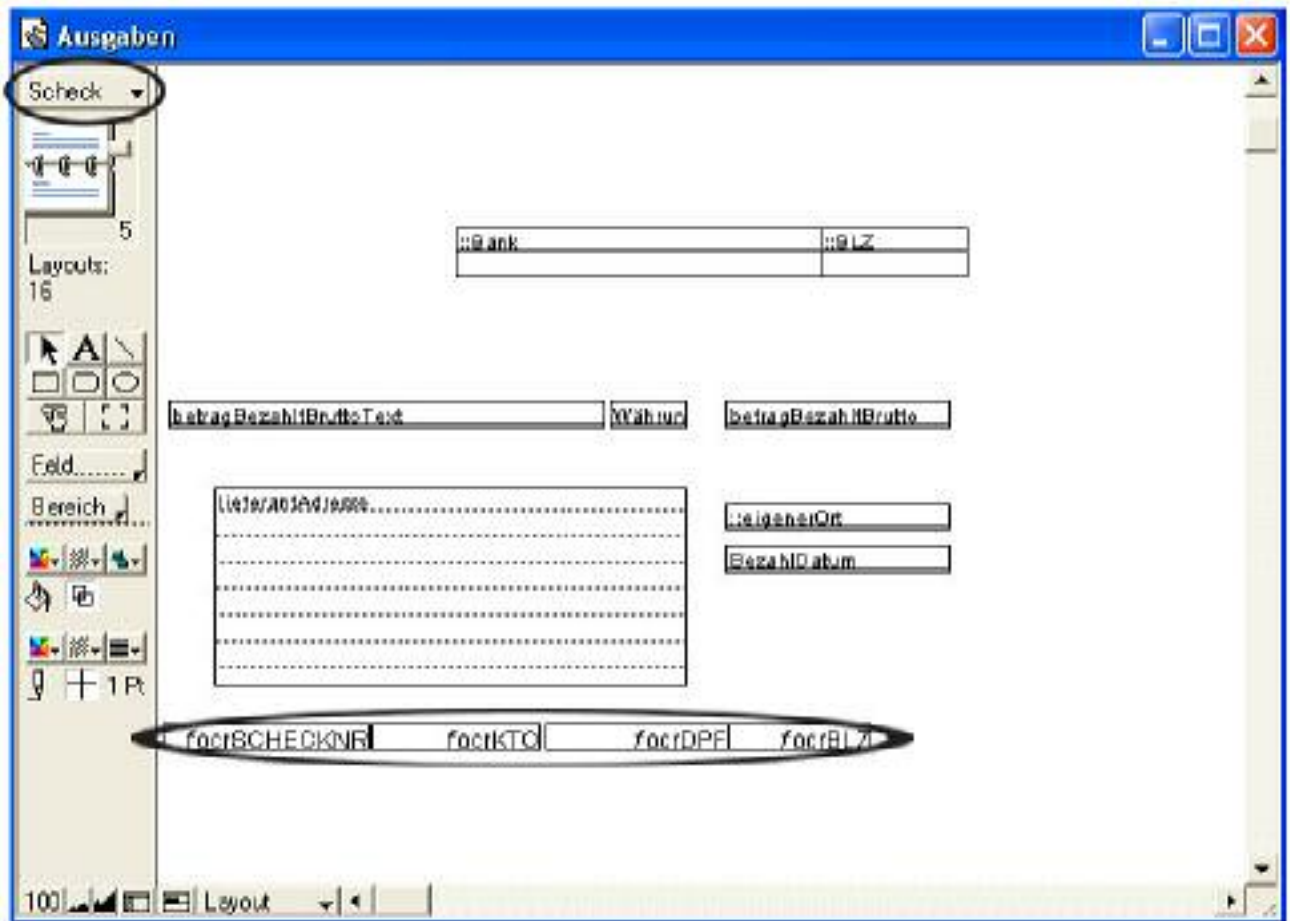 Ausgaben
Scheck
5
Layouts:
16
::Bank ::BLZ
betragBezahltBruttoText Währun betragBezahltBrutto
Feld
Bereich
LieferantAdresse
::eigenerOrt
BezahlDatum
1 Pt
focrSCHECKNR focrKTO focrDPF focrBLZ
100 Layout